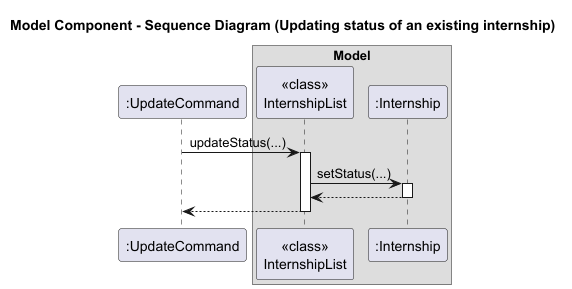 Model Component - Sequence Diagram (Updating status of an existing internship)
Model
:UpdateCommand
«class»
InternshipList
:Internship
updateStatus(...)
setStatus(...)
:UpdateCommand
«class»
InternshipList
:Internship